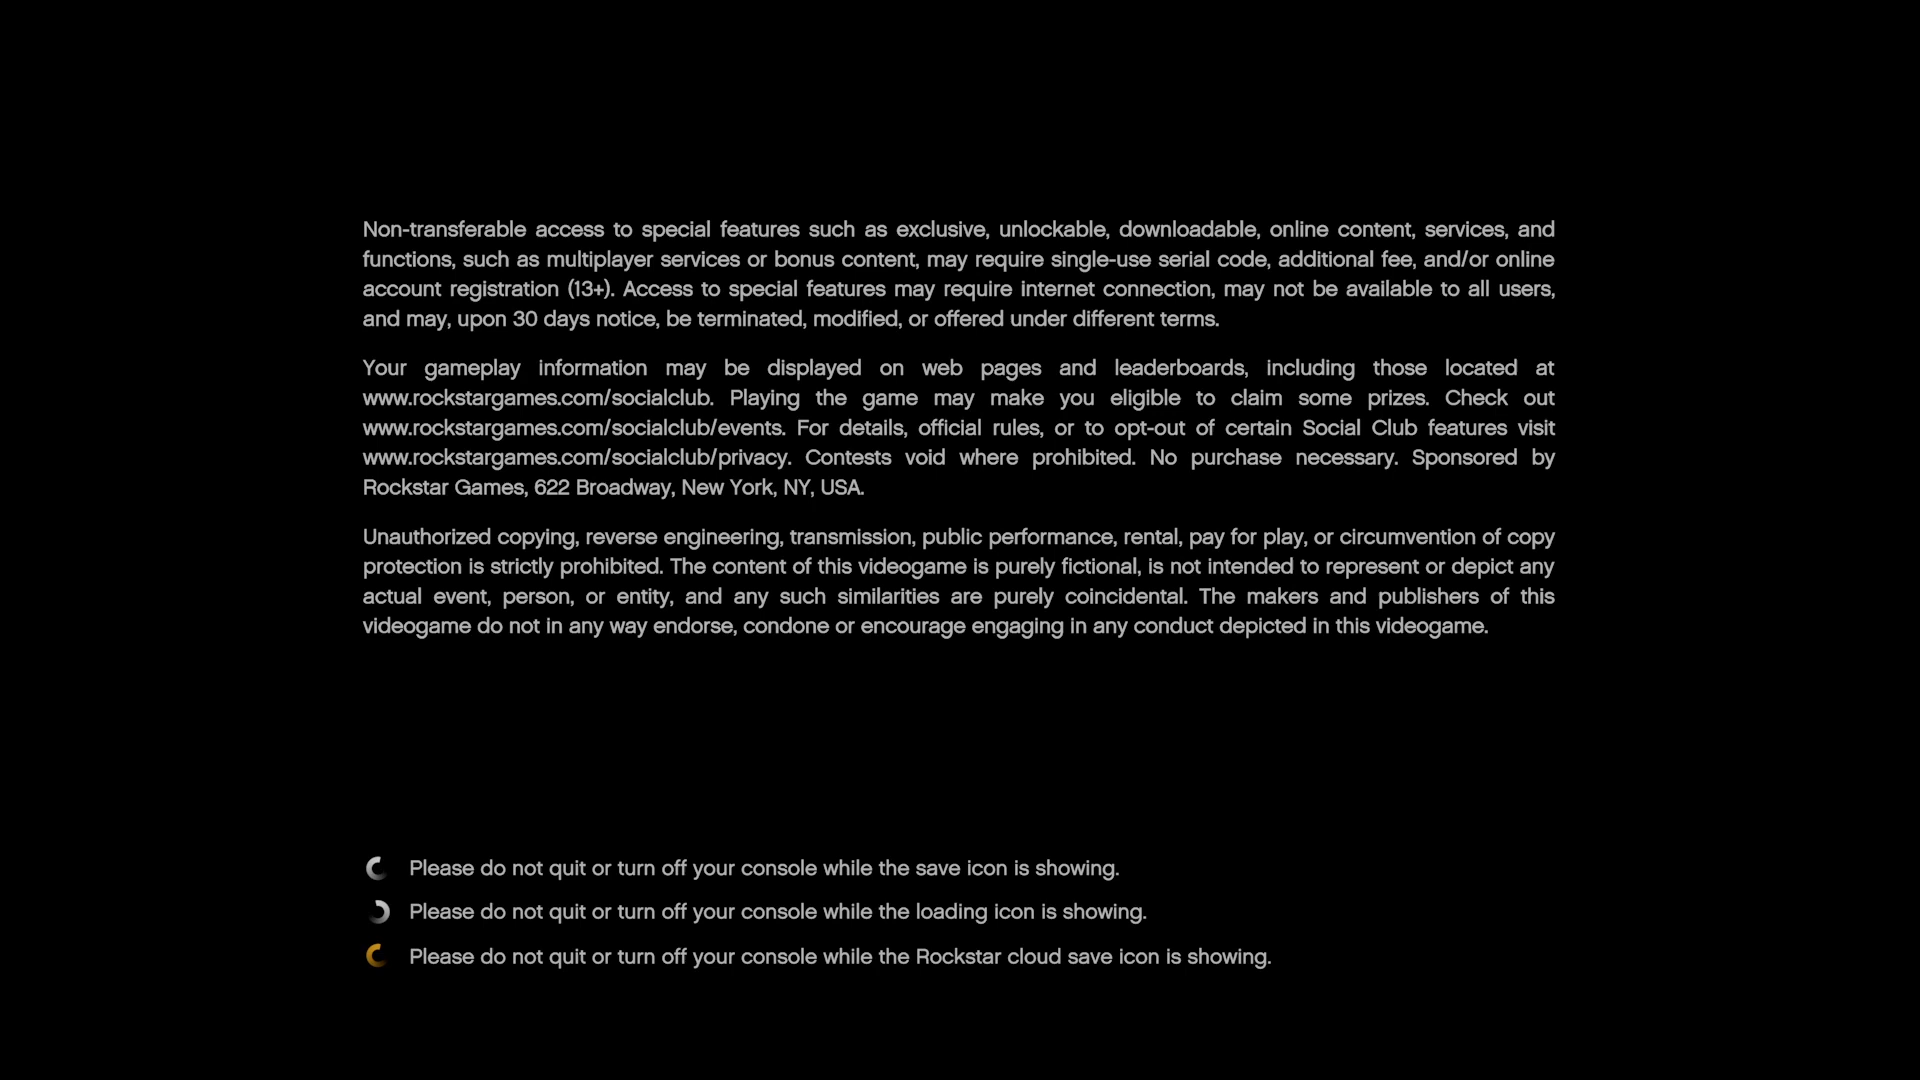 Non-transferable access to special features such as exclusive, unlockable, downloadable, online content, services, and
functions, such as multiplayer services or bonus content, may require single-use serial code, additional fee, and/or online
account registration (13+). Access to special features may require internet connection, may not be available to all users,
and may, upon 30 days notice, be terminated, modified, or offered under different terms.
Your gameplay information may be displayed on web pages and leaderboards, including those located at
www.rockstargames.com/socialclub. Playing the game may make you eligible to claim some prizes. Check out
www.rockstargames.com/socialclub/events. For details, official rules, or to opt-out of certain Social Club features visit
www.rockstargames.com/socialclub/privacy. Contests void where prohibited. No purchase necessary. Sponsored by
Rockstar Games, 622 Broadway, New York, NY, USA.
Unauthorized copying, reverse engineering, transmission, public performance, rental, pay for play, or circumvention of copy
protection is strictly prohibited. The content of this videogame is purely fictional, is not intended to represent or depict any
actual event, person, or entity, and any such similarities are purely coincidental. The makers and publishers of this
videogame do not in any way endorse, condone or encourage engaging in any conduct depicted in this videogame.
Please do not quit or turn off your console while the save icon is showing.
Please do not quit or turn off your console while the loading icon is showing.
Please do not quit or turn off your console while the Rockstar cloud save icon is showing.